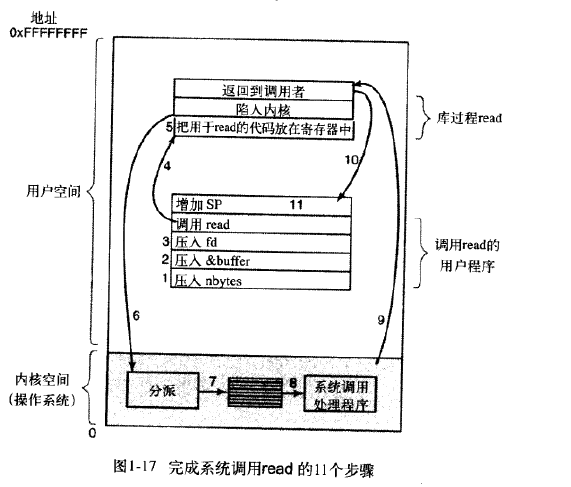 地址
0xFFFFFFFF
返回到调用者
陷入内核
5 把用于read的代码放在寄存器中
库过程read
4
10
用户空间
增加 SP 11
调用 read
3 压入 fd
2 压入 &buffer
1 压入 nbytes
调用read的
用户程序
6
9
内核空间
(操作系统)
分派
7
8
系统调用
处理程序
0
图1-17 完成系统调用read 的11个步骤